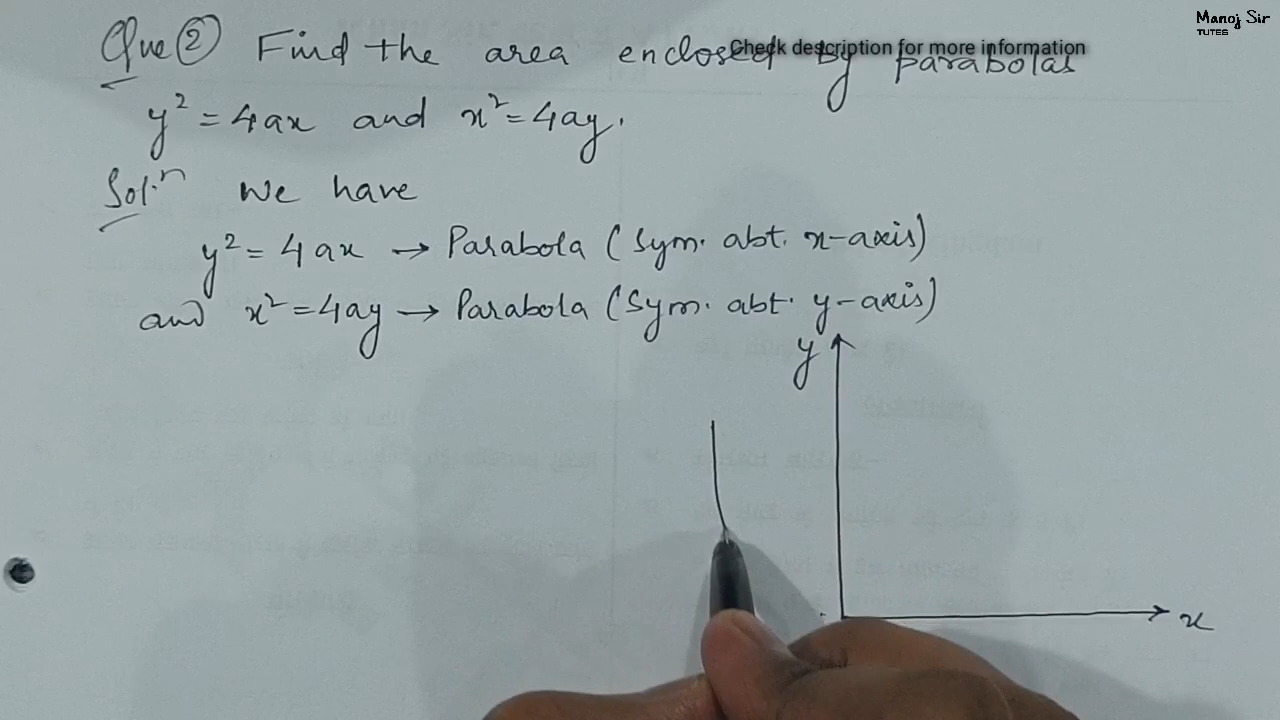 Manoj Sir
TUTES
Check description for more information
Que ② Find the area enclosed by parabolas
y² = 4ax and x² = 4ay.
Sol.ⁿ We have
y² = 4ax → Parabola (Sym. abt. x-axis)
and x² = 4ay → Parabola (Sym. abt. y-axis)
y
x